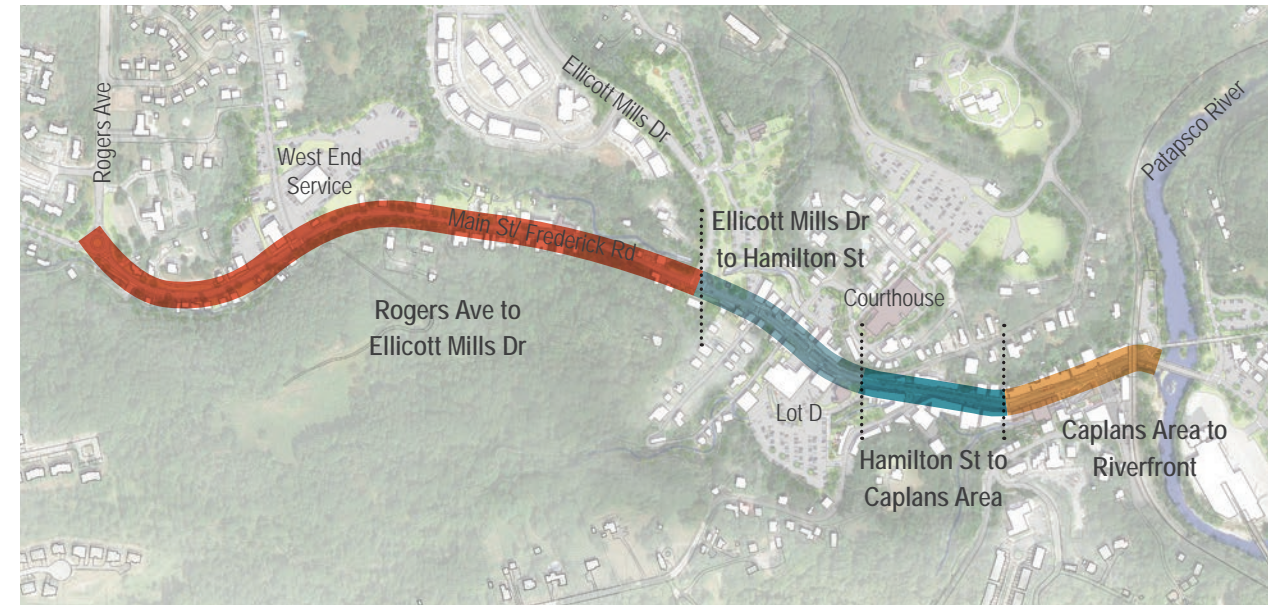 Rogers Ave
West End
Service
Ellicott Mills Dr
Main St/ Frederick Rd
Ellicott Mills Dr
to Hamilton St
Patapsco River
Courthouse
Rogers Ave to
Ellicott Mills Dr
Lot D
Hamilton St to
Caplans Area
Caplans Area to
Riverfront